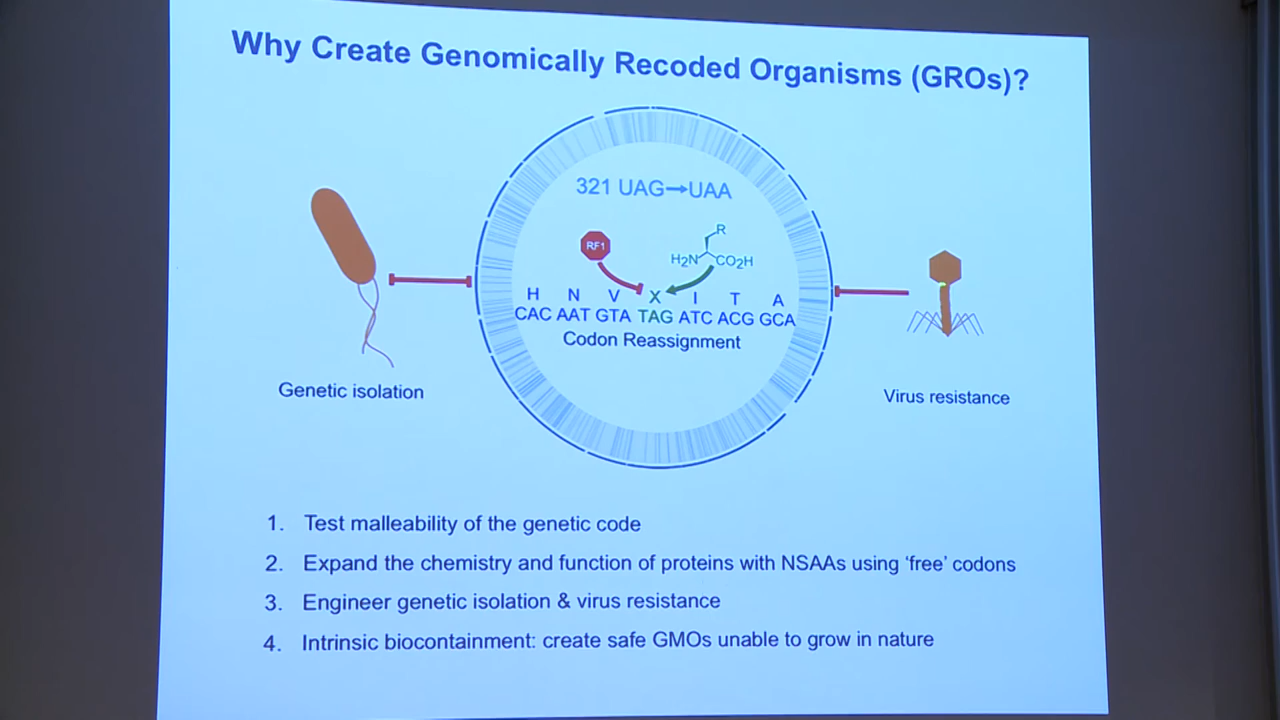 Why Create Genomically Recoded Organisms (GROs)?
321 UAG→UAA
RF1
R
H2N
CO2H
H N V X I T A
CAC AAT GTA TAG ATC ACG GCA
Codon Reassignment
Genetic isolation
Virus resistance
1. Test malleability of the genetic code
2. Expand the chemistry and function of proteins with NSAAs using ‘free’ codons
3. Engineer genetic isolation & virus resistance
4. Intrinsic biocontainment: create safe GMOs unable to grow in nature